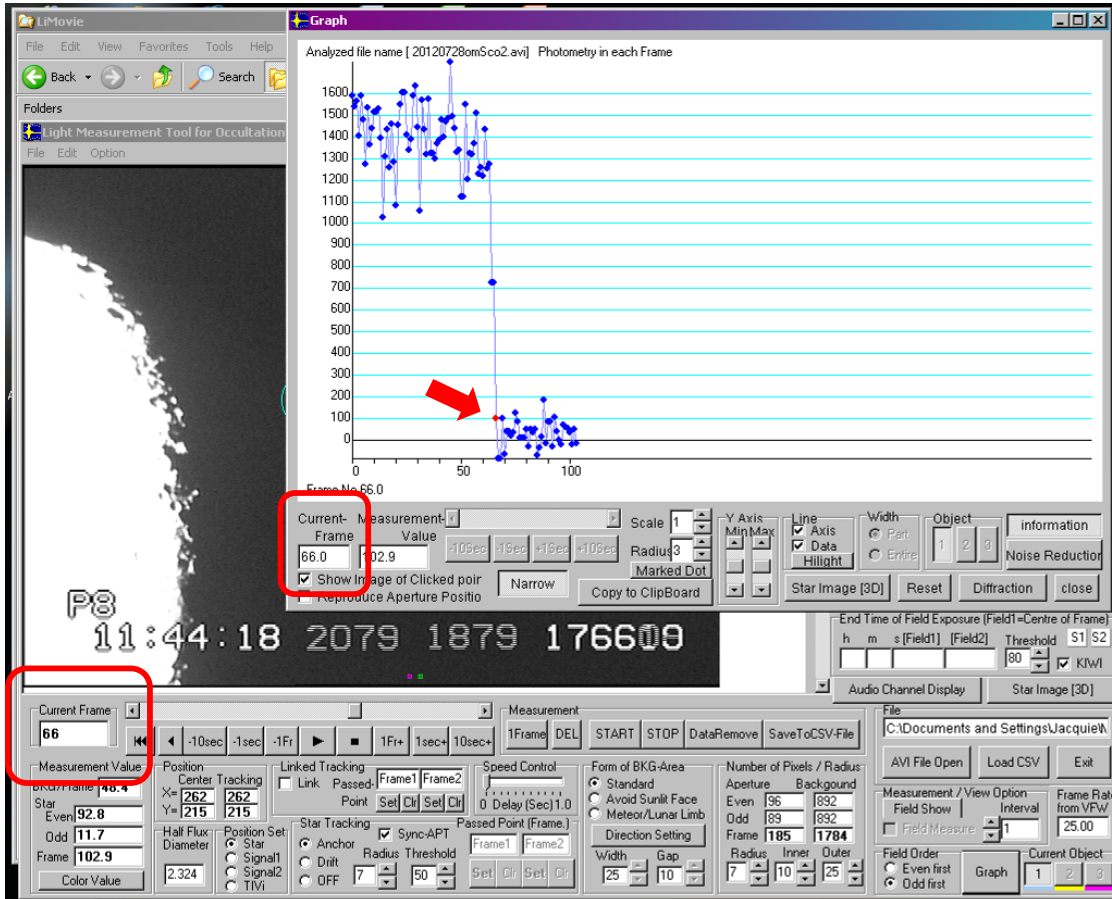 LiMovie
File Edit View Favorites Tools Help
Back Search
Folders
Light Measurement Tool for Occultation
File Edit Option
Graph
Analyzed file name [ 20120728omSco2.avi] Photometry in each Frame
1600
1500
1400
1300
1200
1100
1000
900
800
700
600
500
400
300
200
100
0
0 50 100
Frame No 66.0
Current- Measurement-
Frame Value
66.0 102.9
-10Sec -1Sec +1Sec +10Sec
Show Image of Clicked poir
Reproduce Aperture Positio
Narrow
Scale 1
Radius 3
Marked Dot
Copy to ClipBoard
Y Axis
Min Max
Line
Axis
Data
Hilight
Width
Part
Entire
Object
1 2 3
information
Noise Reductior
Star Image [3D] Reset Diffraction close
P8
11:44:18 2079 1879 176609
End Time of Field Exposure (Field1=Centre of Frame)
h m s [Field1] [Field2] Threshold S1 S2
80 KIWI
Audio Channel Display Star Image [3D]
Current Frame
66
-10sec -1sec -1Fr 1Fr+ 1sec+ 10sec+
Measurement
1Frame DEL START STOP DataRemove SaveToCSV-File
File
C:\Documents and Settings\Jacquie\M
AVI File Open Load CSV Exit
Measurement Value
BKG/Frame 48.4
Star
Even 92.8
Odd 11.7
Frame 102.9
Color Value
Position
Center Tracking
X= 262 262
Y= 215 215
Half Flux Diameter
2.324
Position Set
Star
Signal1
Signal2
TIVi
Linked Tracking
Link Passed- Frame1 Frame2
Point Set Clr Set Clr
Speed Control
0 Delay (Sec) 1.0
Star Tracking
Sync-APT
Anchor
Drift
OFF
Radius Threshold
7 50
Passed Point (Frame.)
Frame1 Frame2
Set Clr Set Clr
Form of BKG-Area
Standard
Avoid Sunlit Face
Meteor/Lunar Limb
Direction Setting
Width Gap
25 10
Number of Pixels / Radius
Aperture Backgound
Even 96 892
Odd 89 892
Frame 185 1784
Radius Inner Outer
7 10 25
Measurement / View Option
Field Show Interval
Field Measure 1
Frame Rate
from VFW
25.00
Field Order
Even first
Odd first
Graph
Current Object
1 2 3